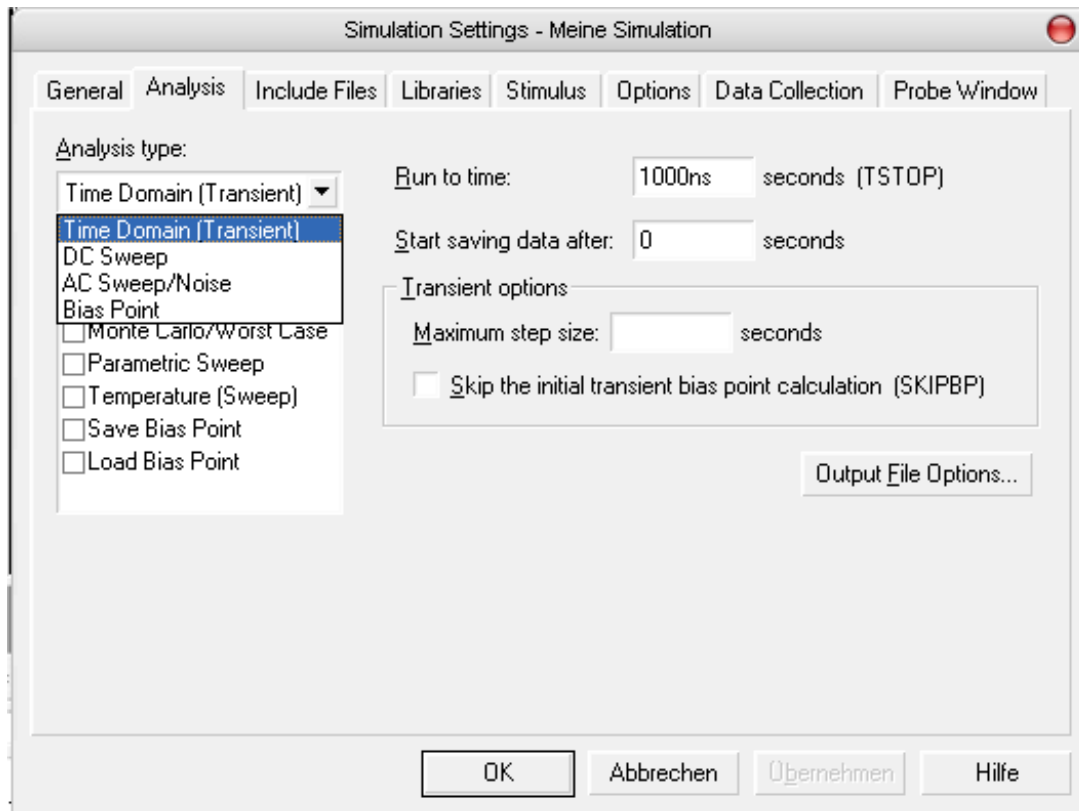 Simulation Settings - Meine Simulation
General Analysis Include Files Libraries Stimulus Options Data Collection Probe Window
Analysis type:
Time Domain (Transient)
Time Domain (Transient)
DC Sweep
AC Sweep/Noise
Bias Point
Monte Carlo/Worst Case
Parametric Sweep
Temperature (Sweep)
Save Bias Point
Load Bias Point
Run to time: 1000ns seconds (TSTOP)
Start saving data after: 0 seconds
Transient options
Maximum step size: seconds
Skip the initial transient bias point calculation (SKIPBP)
Output File Options...
OK Abbrechen Übernehmen Hilfe